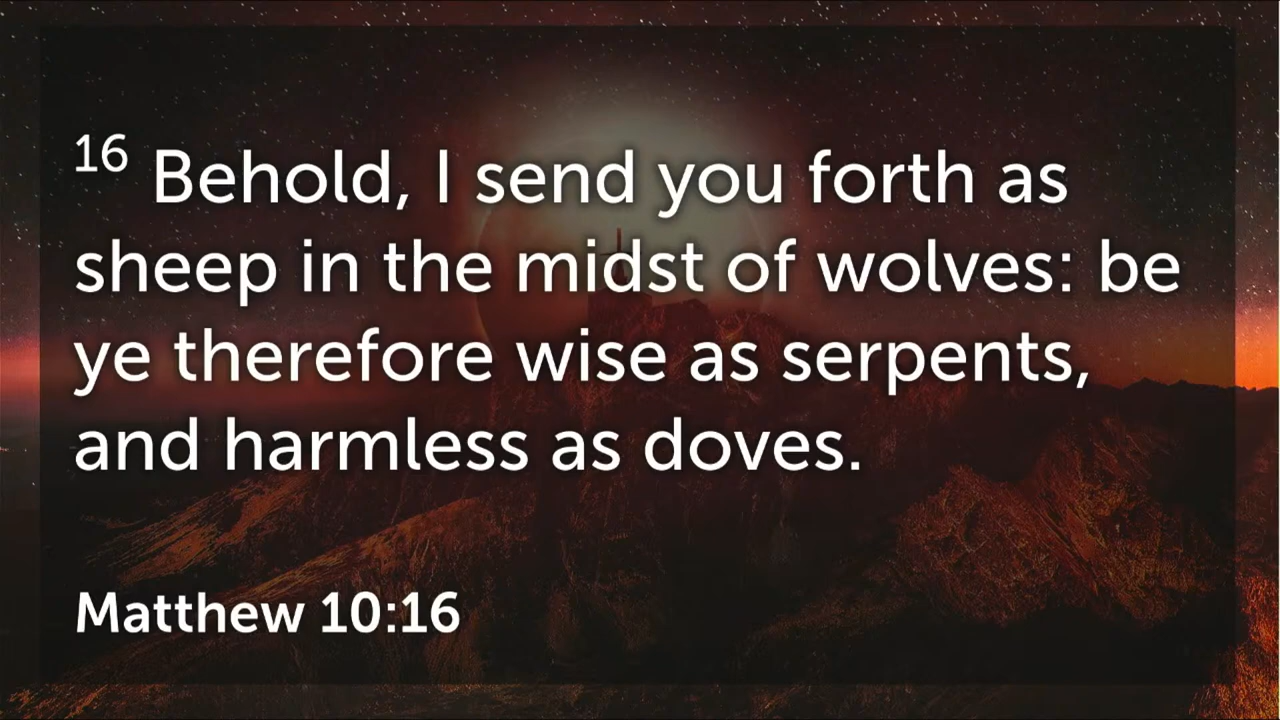 16 Behold, I send you forth as
sheep in the midst of wolves: be
ye therefore wise as serpents,
and harmless as doves.
Matthew 10:16